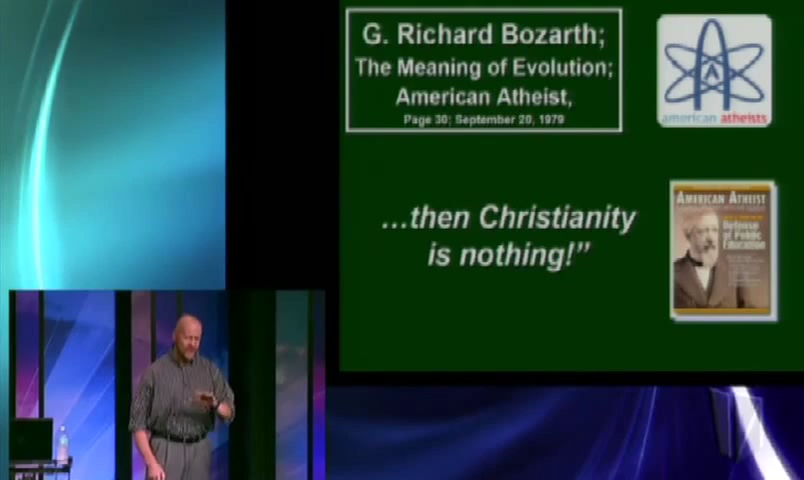 G. Richard Bozarth;
The Meaning of Evolution;
American Atheist,
Page 30; September 20, 1979
A
american atheists
…then Christianity
is nothing!”
AMERICAN ATHEIST
Defense
of Public
Education